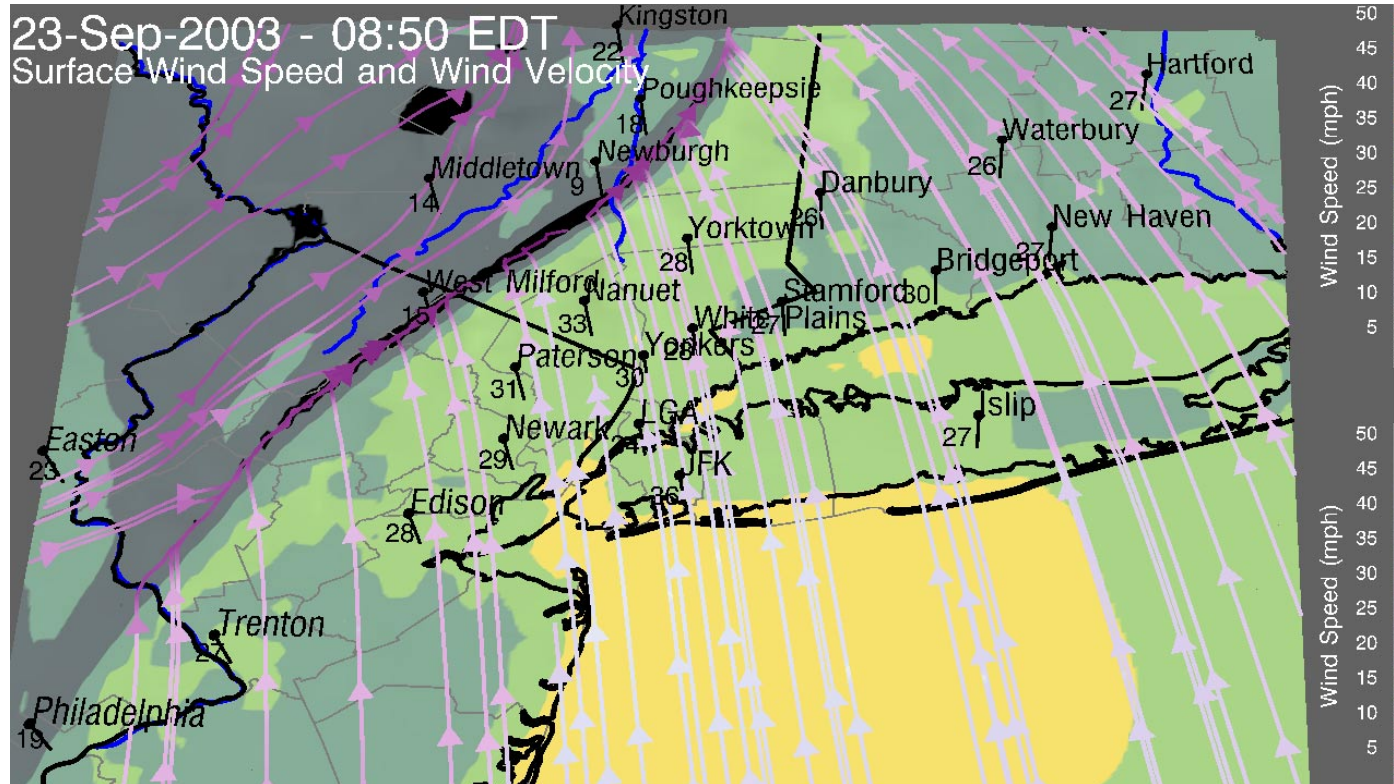 23-Sep-2003 - 08:50 EDT
Surface Wind Speed and Wind Velocity
Kingston
22
Poughkeepsie
18
Hartford
27
Waterbury
26
Newburgh
9
Middletown
14
Danbury
26
New Haven
27
Yorktown
28
Bridgeport
30
West Milford
15
Nanuet
33
Stamford
27
White Plains
Yonkers
30
Paterson
31
LGA
Islip
27
Newark
29
JFK
36
Easton
23
Edison
28
Trenton
27
Philadelphia
19
50
45
40
35
30
25
20
15
10
5
Wind Speed (mph)
50
45
40
35
30
25
20
15
10
5
Wind Speed (mph)